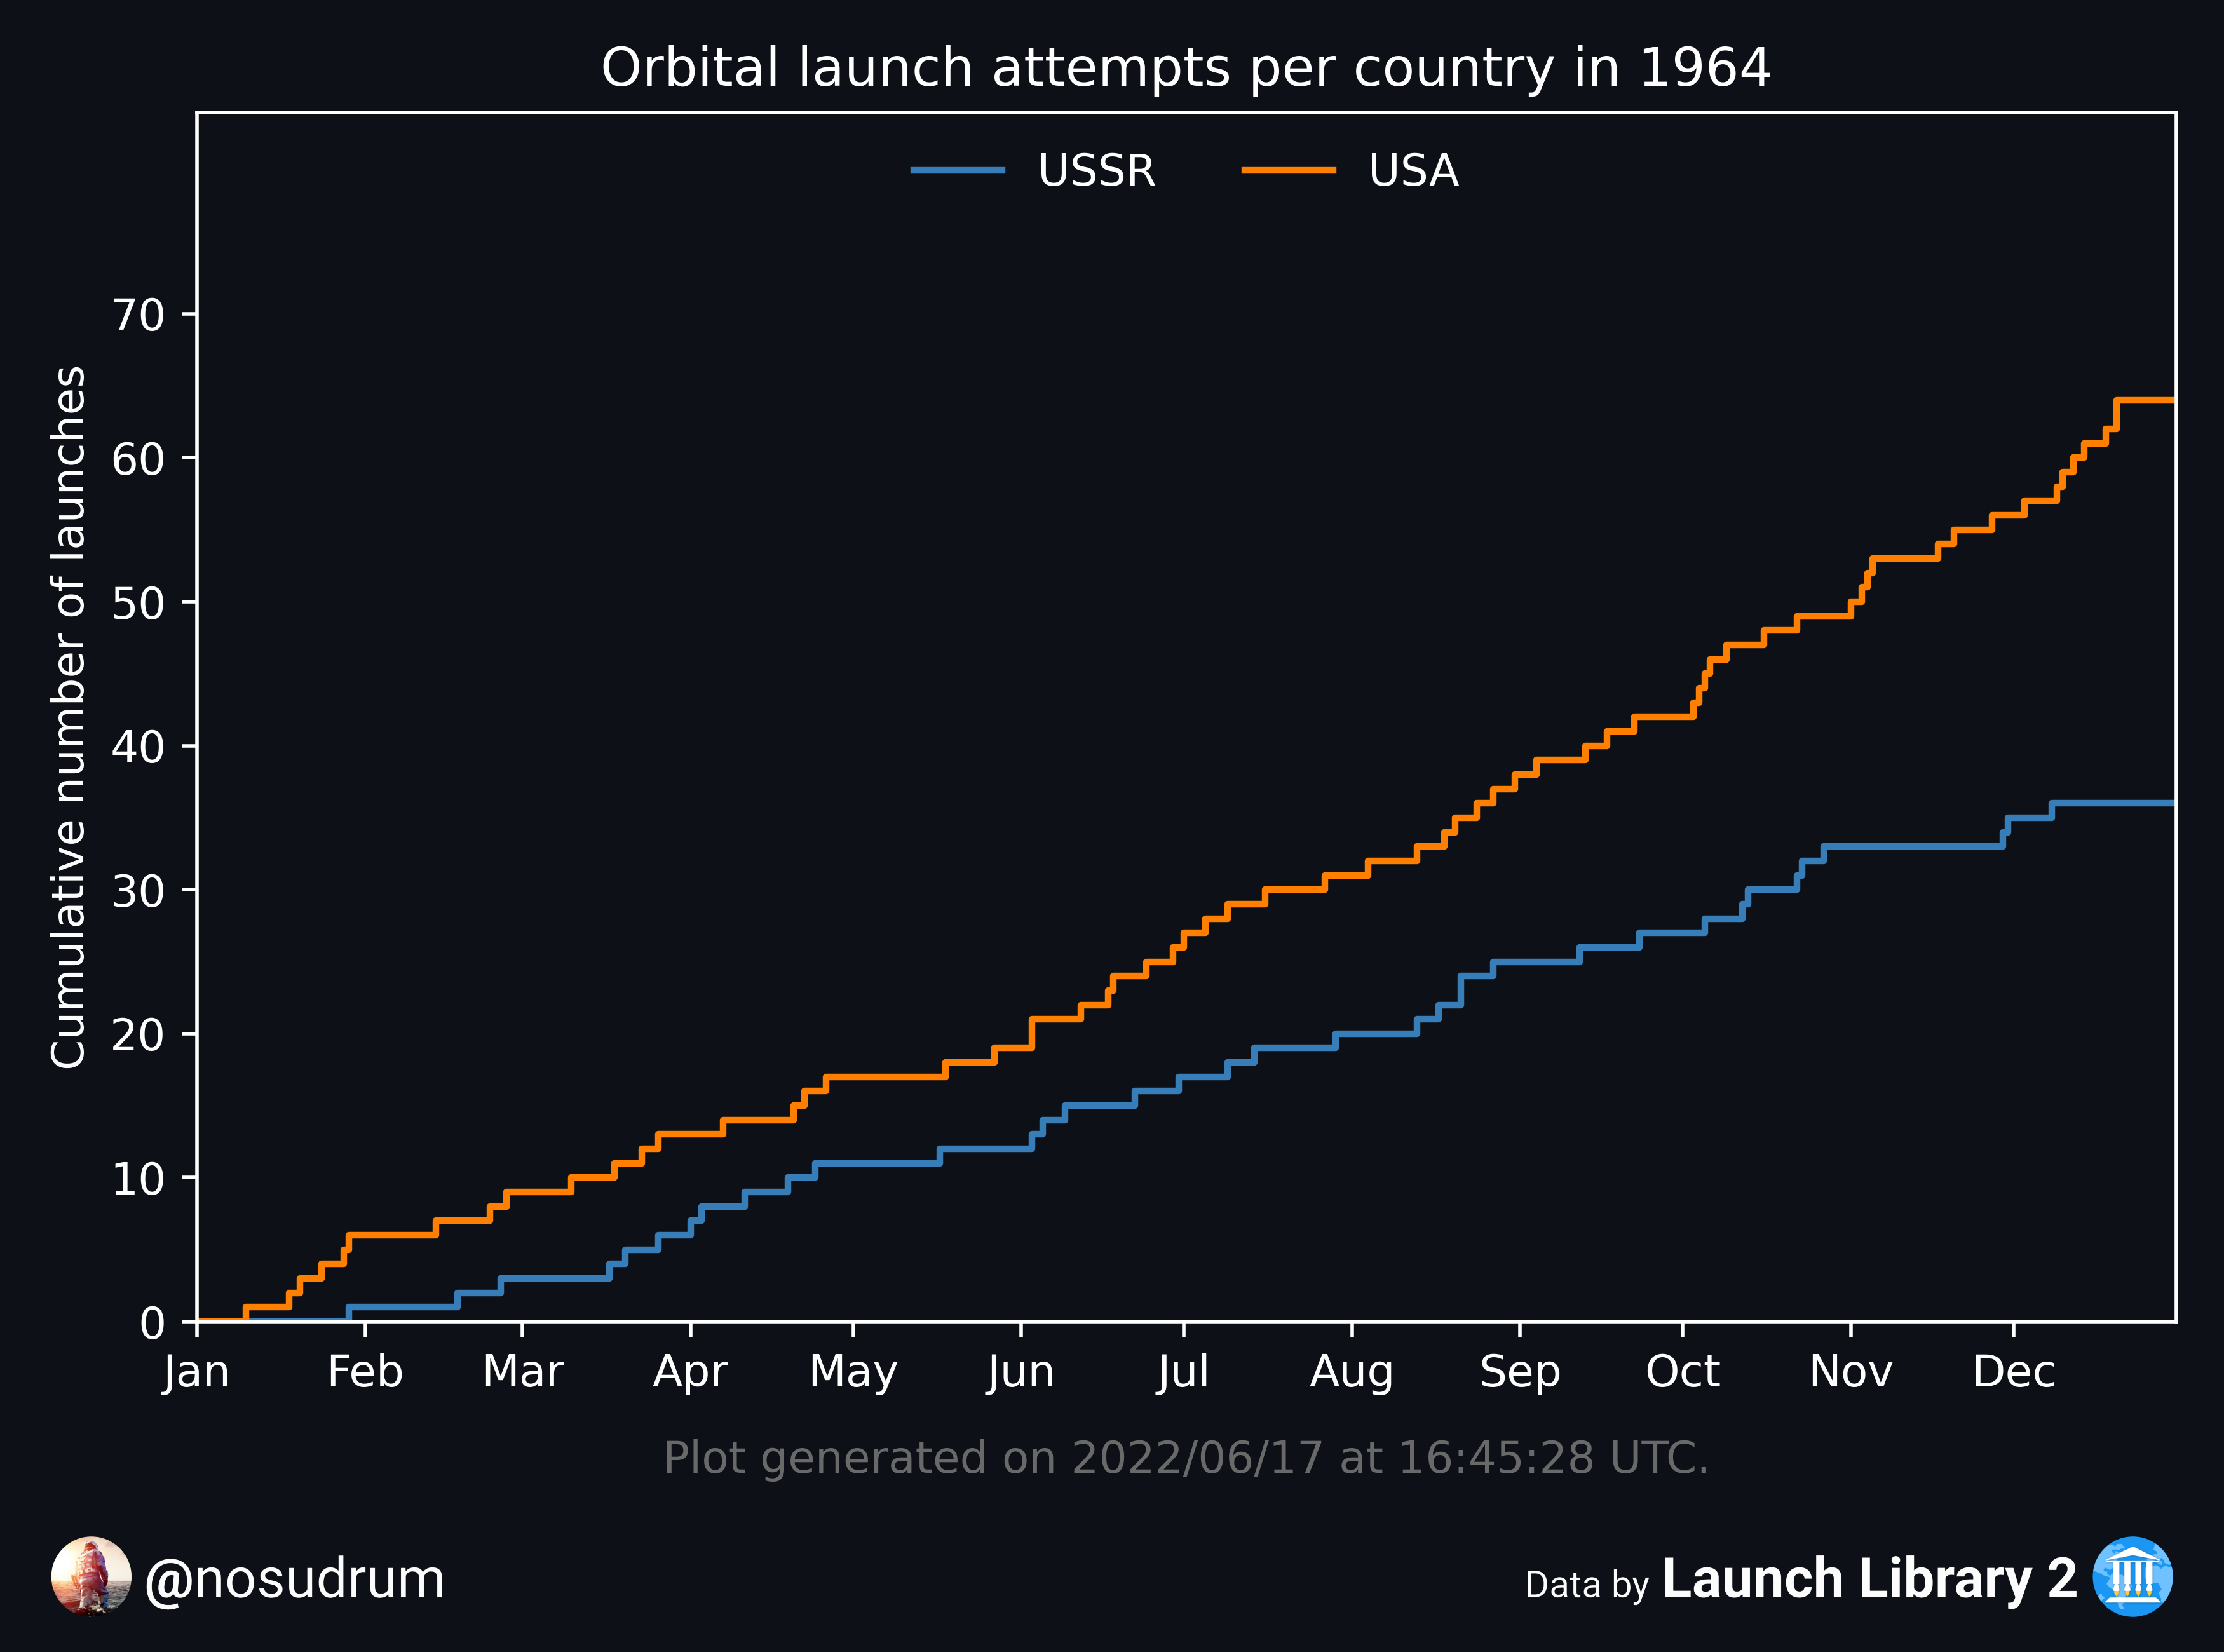 Orbital launch attempts per country in 1964
USSR USA
70
60
50
40
30
20
10
0
Cumulative number of launches
Jan Feb Mar Apr May Jun Jul Aug Sep Oct Nov Dec
Plot generated on 2022/06/17 at 16:45:28 UTC.
@nosudrum
Data by Launch Library 2